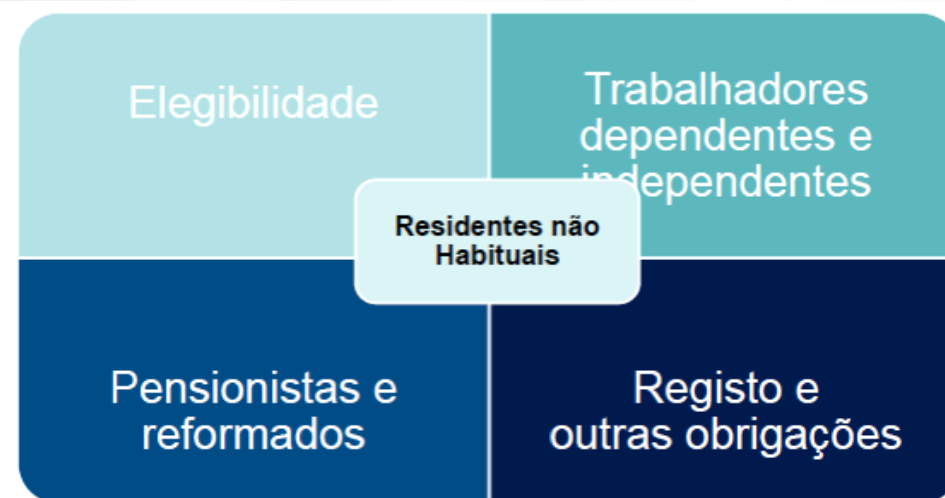 Elegibilidade
Trabalhadores
dependentes e
independentes
Residentes não
Habituais
Pensionistas e
reformados
Registo e
outras obrigações